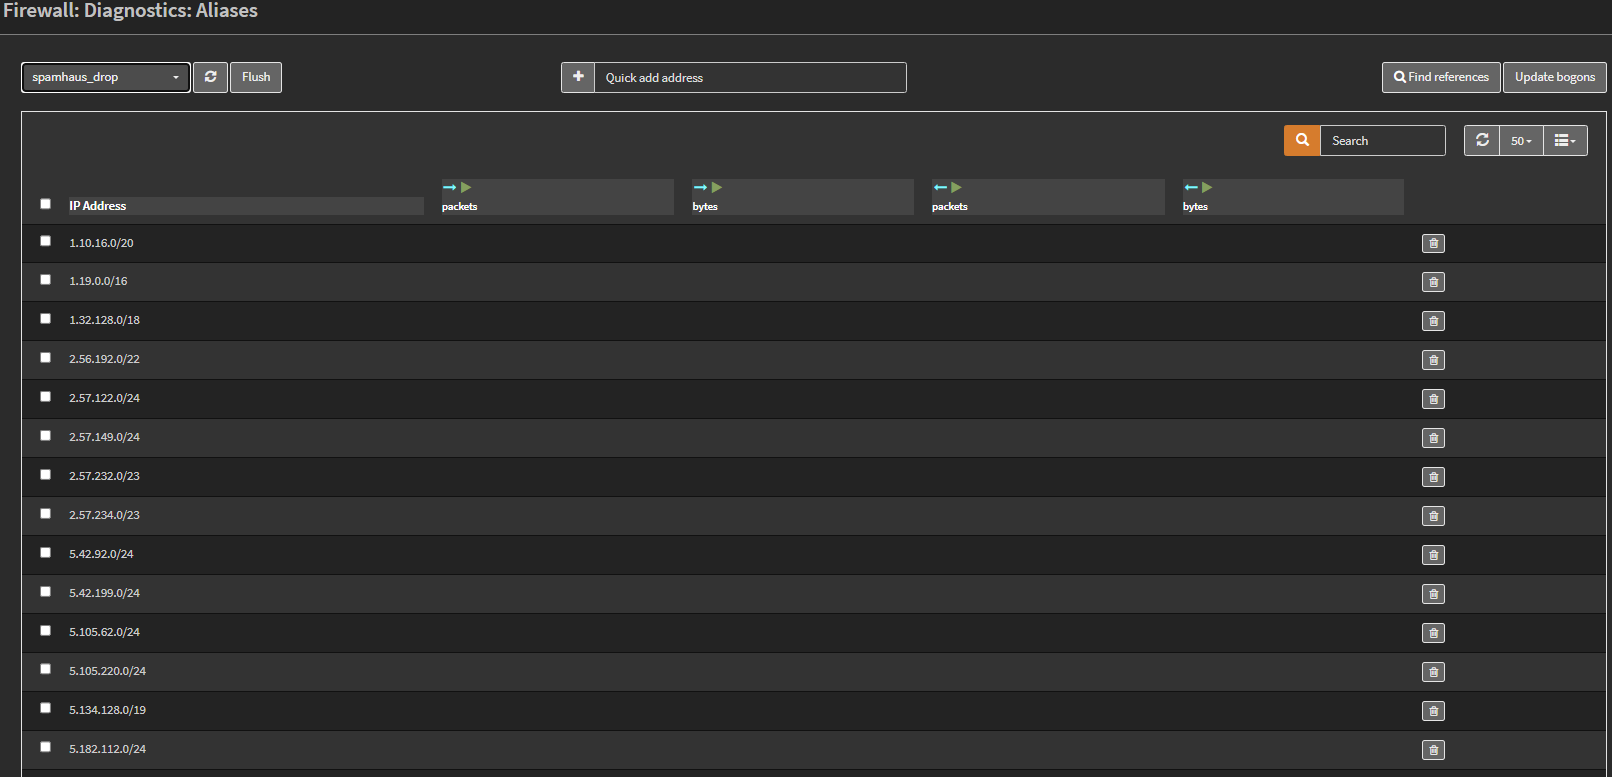 Firewall: Diagnostics: Aliases
spamhaus_drop
Flush
Quick add address
Find references
Update bogons
Search
50
IP Address
packets
bytes
packets
bytes
1.10.16.0/20
1.19.0.0/16
1.32.128.0/18
2.56.192.0/22
2.57.122.0/24
2.57.149.0/24
2.57.232.0/23
2.57.234.0/23
5.42.92.0/24
5.42.199.0/24
5.105.62.0/24
5.105.220.0/24
5.134.128.0/19
5.182.112.0/24